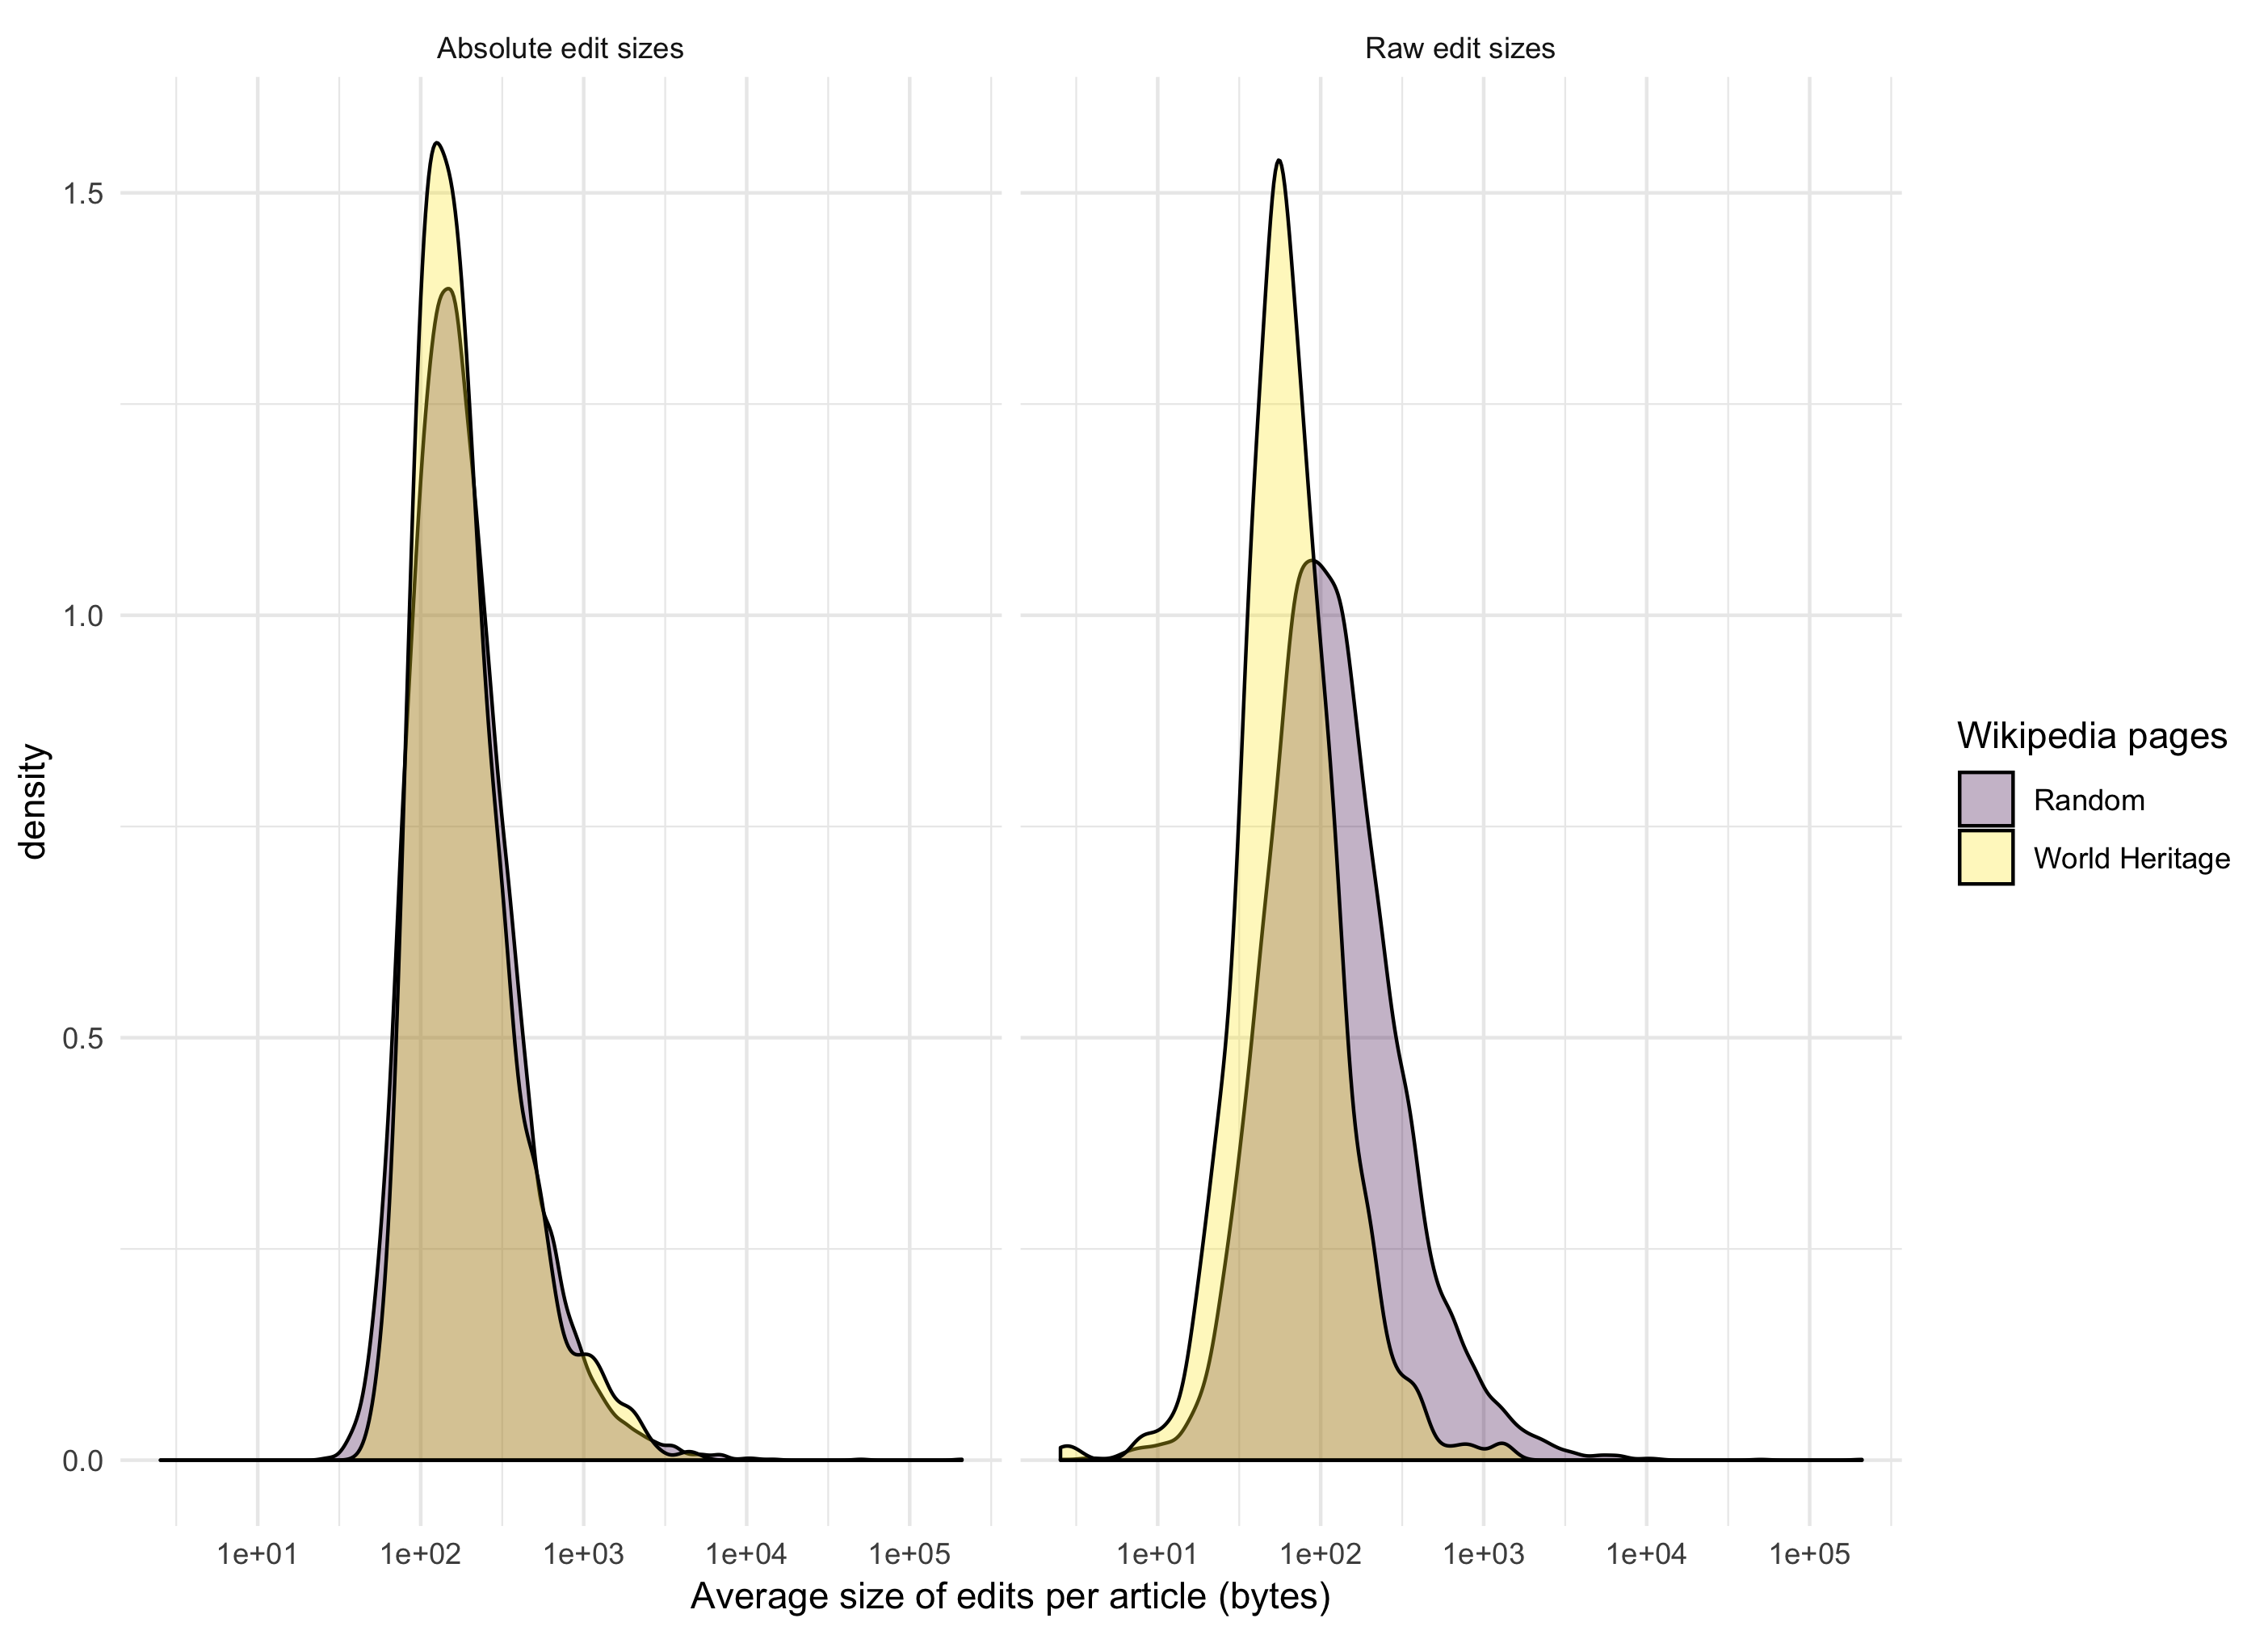 Absolute edit sizes
Raw edit sizes
1.5
1.0
0.5
0.0
density
1e+01 1e+02 1e+03 1e+04 1e+05
1e+01 1e+02 1e+03 1e+04 1e+05
Average size of edits per article (bytes)
Wikipedia pages
Random
World Heritage